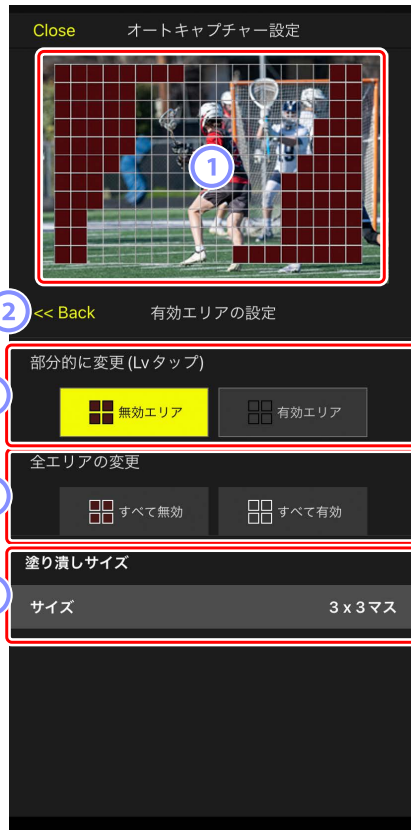 Close オートキャプチャー設定
1
2 << Back 有効エリアの設定
部分的に変更 (Lv タップ)
無効エリア 有効エリア
全エリアの変更
すべて無効 すべて有効
塗り潰しサイズ
サイズ 3 x 3マス